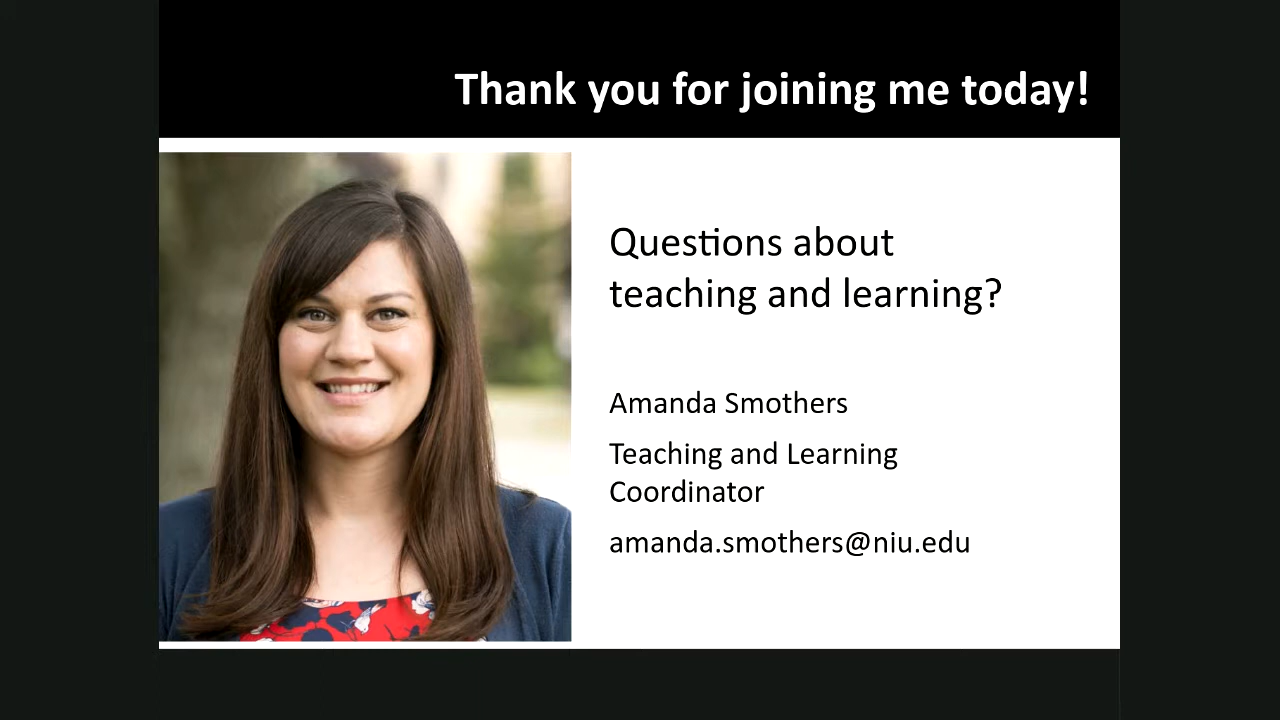 Thank you for joining me today!
Questions about
teaching and learning?
Amanda Smothers
Teaching and Learning
Coordinator
amanda.smothers@niu.edu